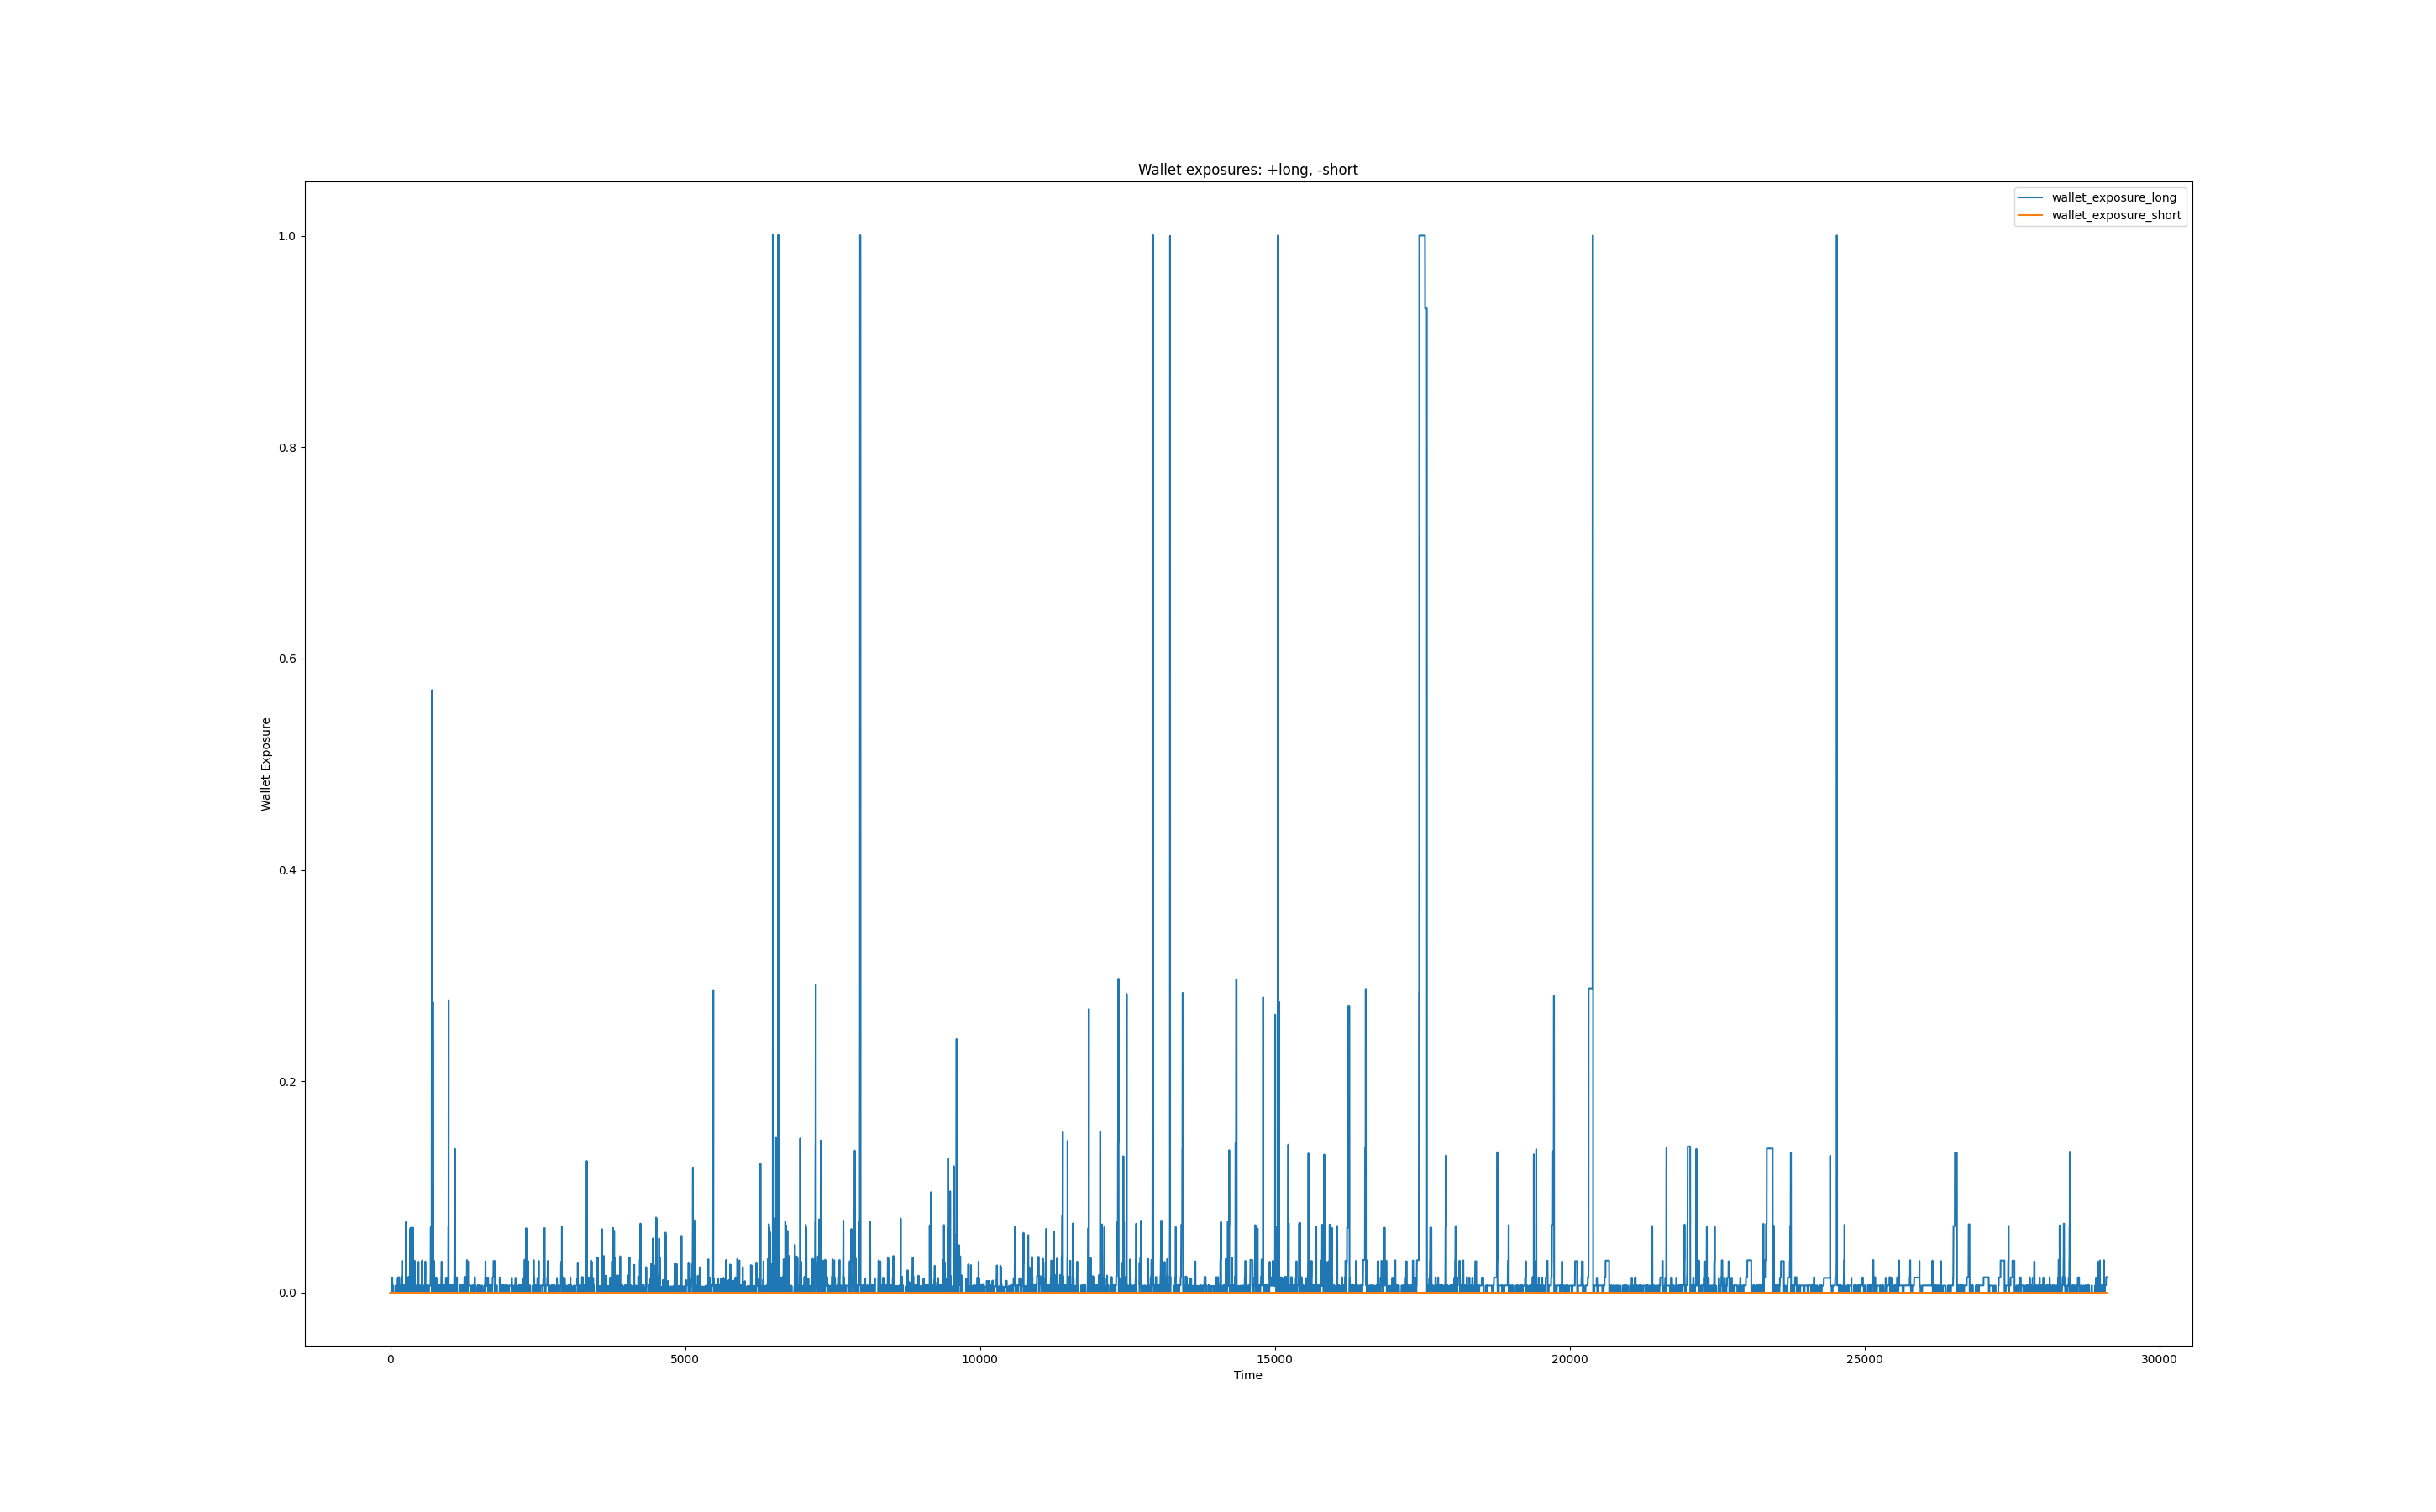 Wallet exposures: +long, -short
wallet_exposure_long
wallet_exposure_short
1.0
0.8
0.6
0.4
0.2
0.0
Wallet Exposure
0 5000 10000 15000 20000 25000 30000
Time